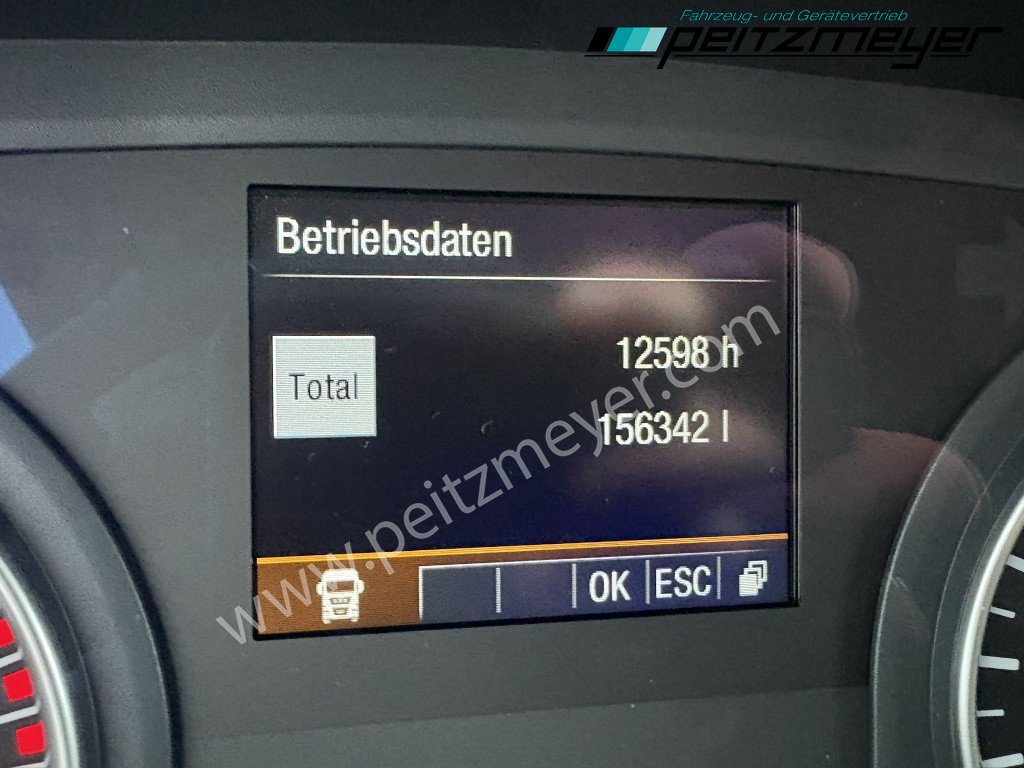 Fahrzeug- und Gerätevertrieb
peitzmeyer
Betriebsdaten
Total
12598 h
156342 l
www.peitzmeyer.com
OK
ESC